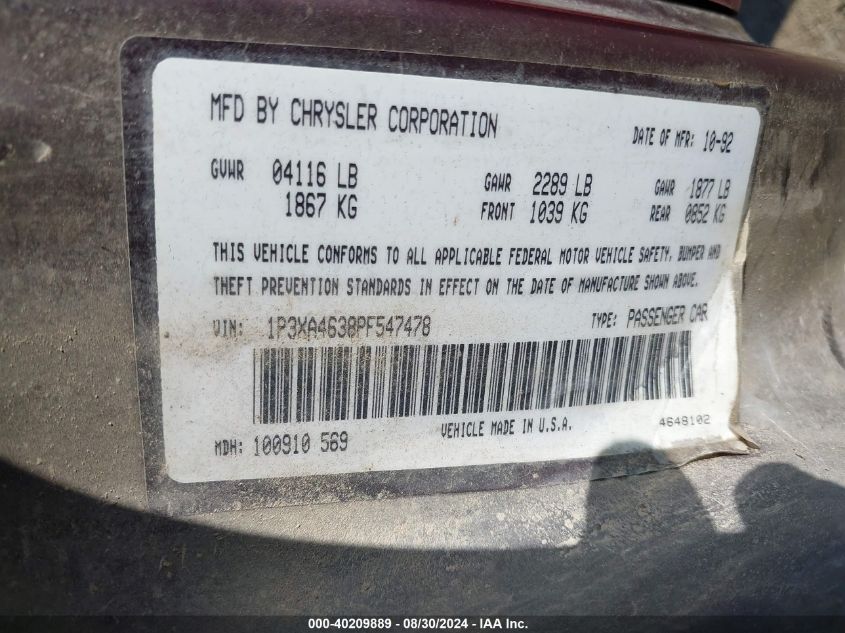 MFD BY CHRYSLER CORPORATION
DATE OF MFR: 10-92
GVWR 04116 LB
1867 KG
GAWR 2289 LB
FRONT 1039 KG
GAWR 1877 LB
REAR 0852 KG
THIS VEHICLE CONFORMS TO ALL APPLICABLE FEDERAL MOTOR VEHICLE SAFETY, BUMPER AND
THEFT PREVENTION STANDARDS IN EFFECT ON THE DATE OF MANUFACTURE SHOWN ABOVE.
VIN: 1P3XA4638PF547478
TYPE: PASSENGER CAR
MDH: 100910 569
VEHICLE MADE IN U.S.A.
4648102
000-40209889 - 08/30/2024 - IAA Inc.